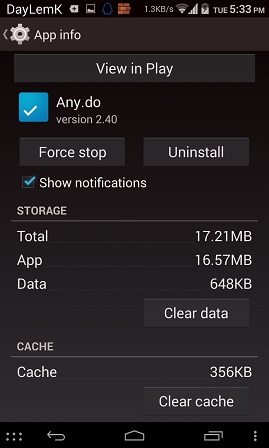 DayLemK 1.3KB/s TUE 5:33 PM
App info
View in Play
Any.do
version 2.40
Force stop Uninstall
Show notifications
STORAGE
Total 17.21MB
App 16.57MB
Data 648KB
Clear data
CACHE
Cache 356KB
Clear cache